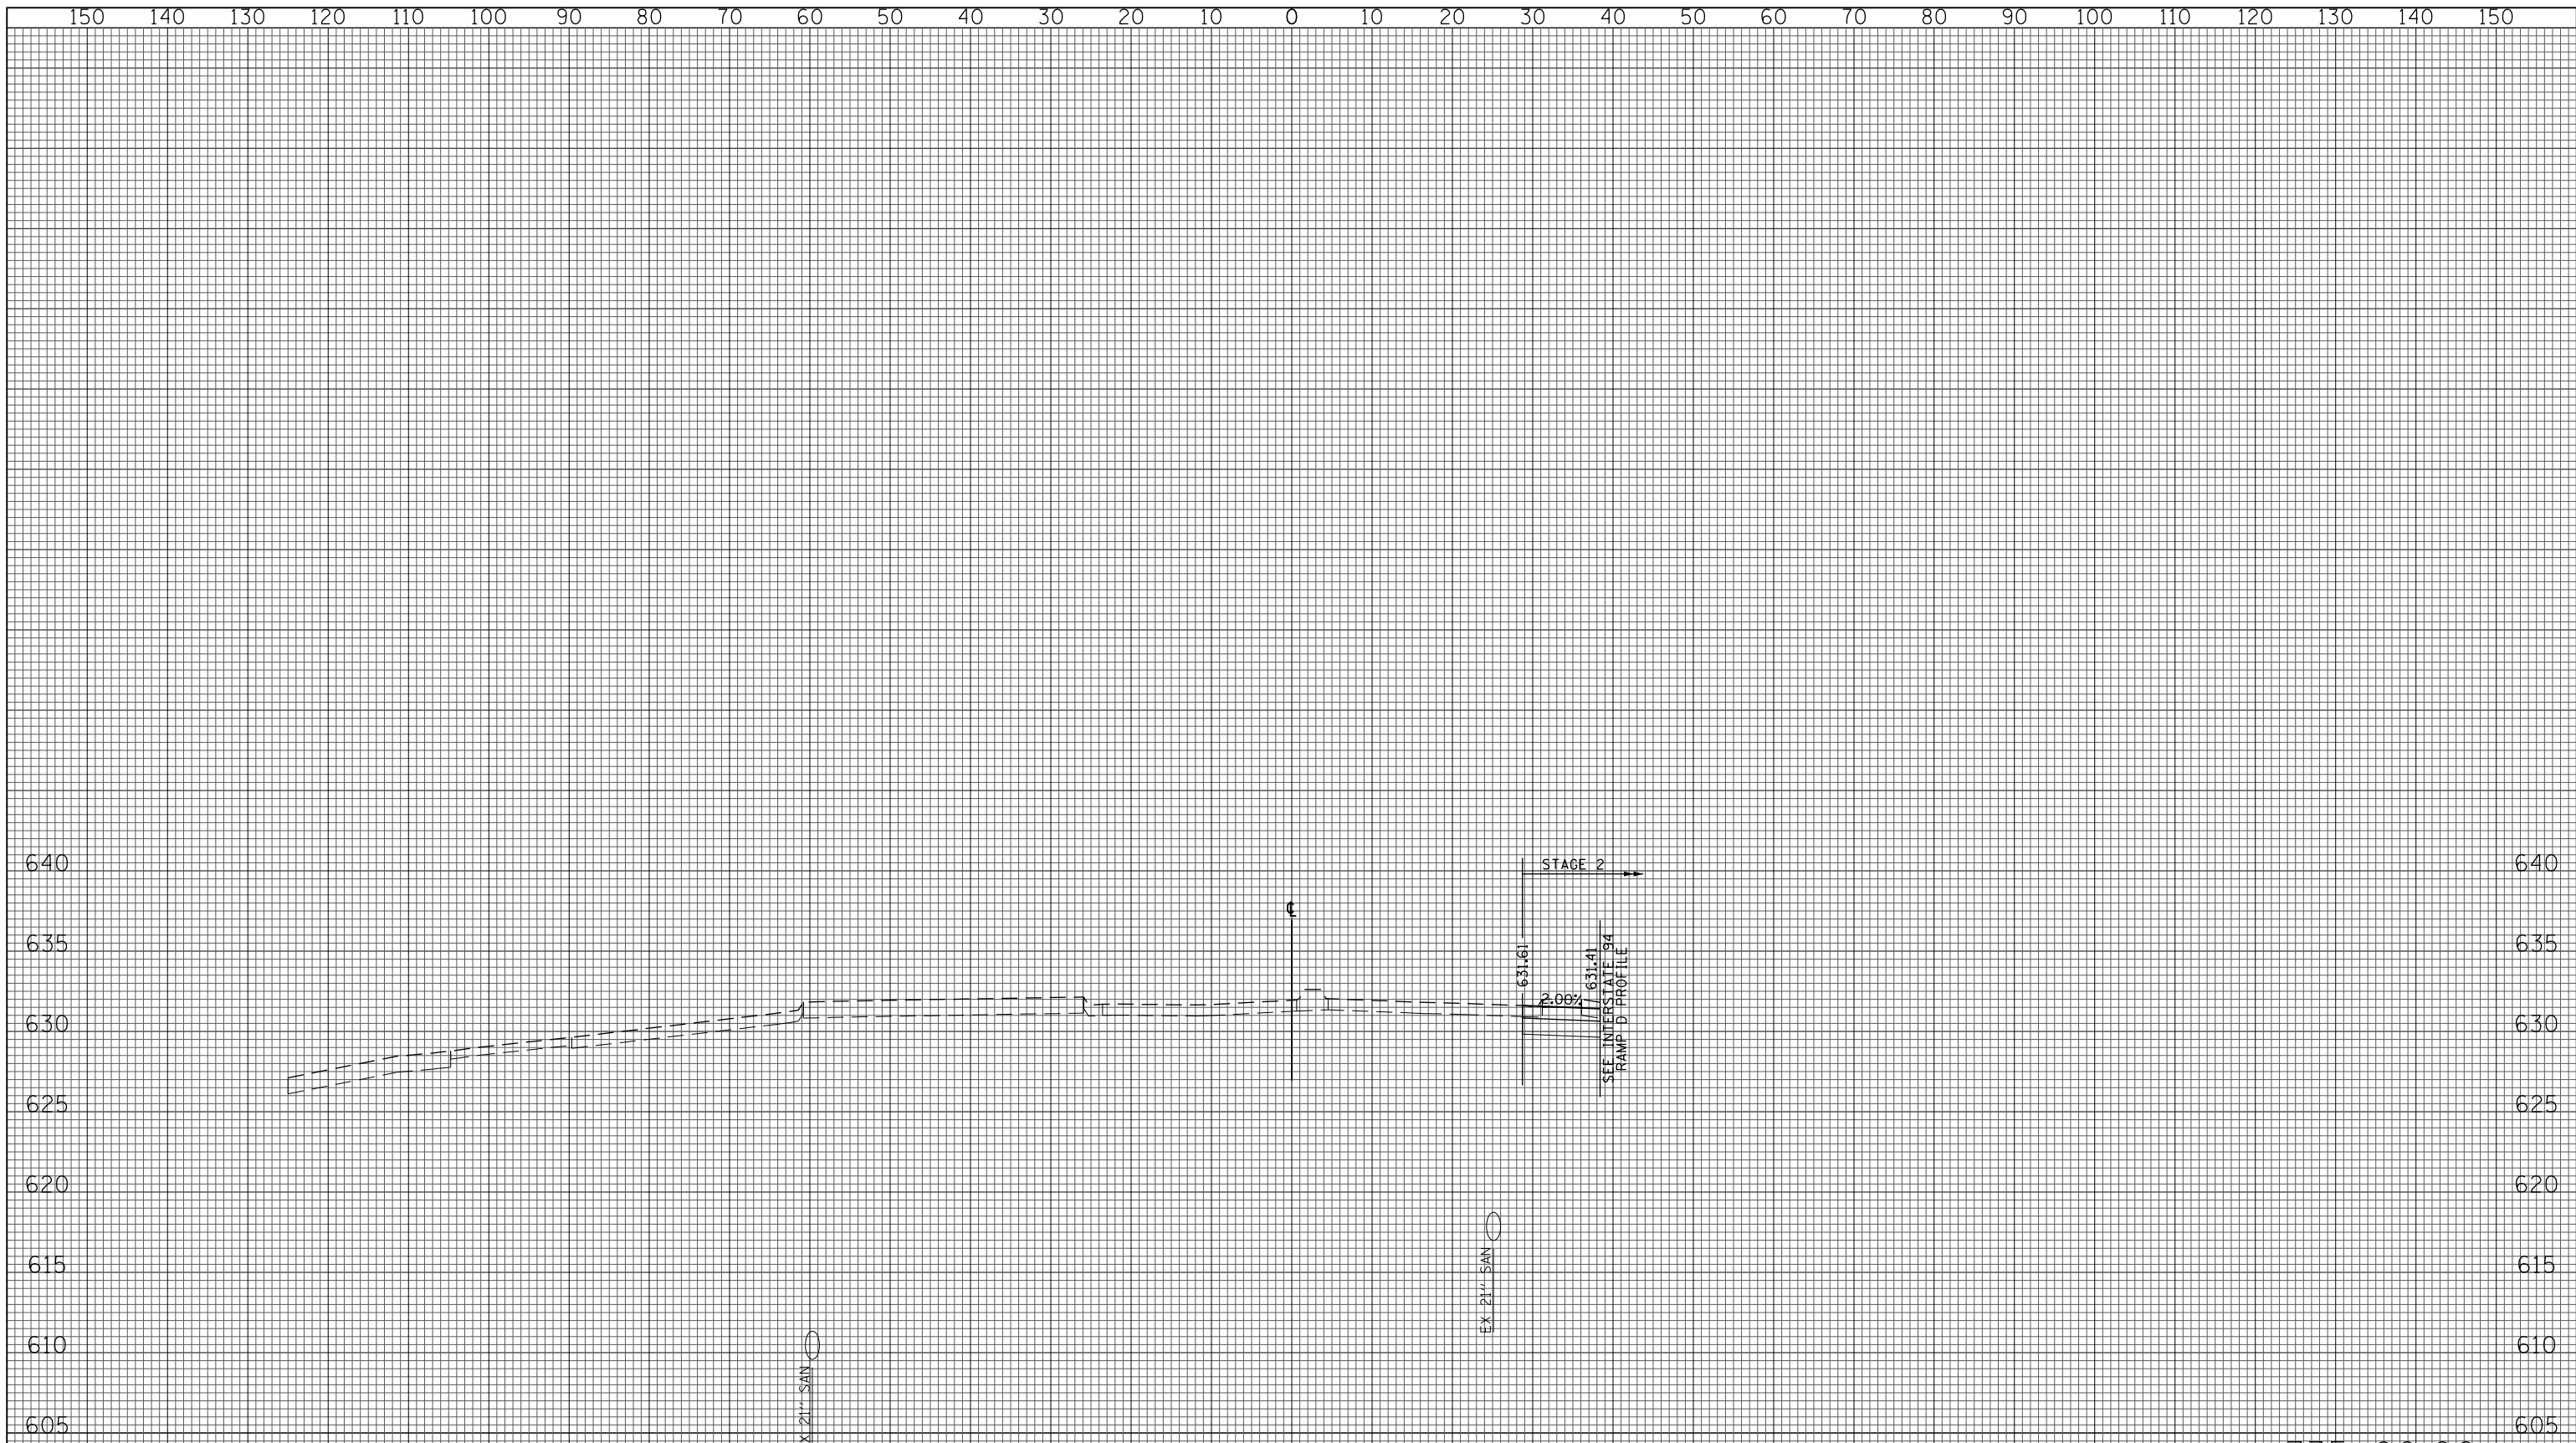 150 140 130 120 110 100 90 80 70 60 50 40 30 20 10 0 10 20 30 40 50 60 70 80 90 100 110 120 130 140 150
640 640
STAGE 2
℄
635 635
631.61
631.41
SEE INTERSTATE 94
RAMP D PROFILE
2.00%
630 630
625 625
620 620
615 615
EX 21" SAN
610 610
X 21" SAN
605 605